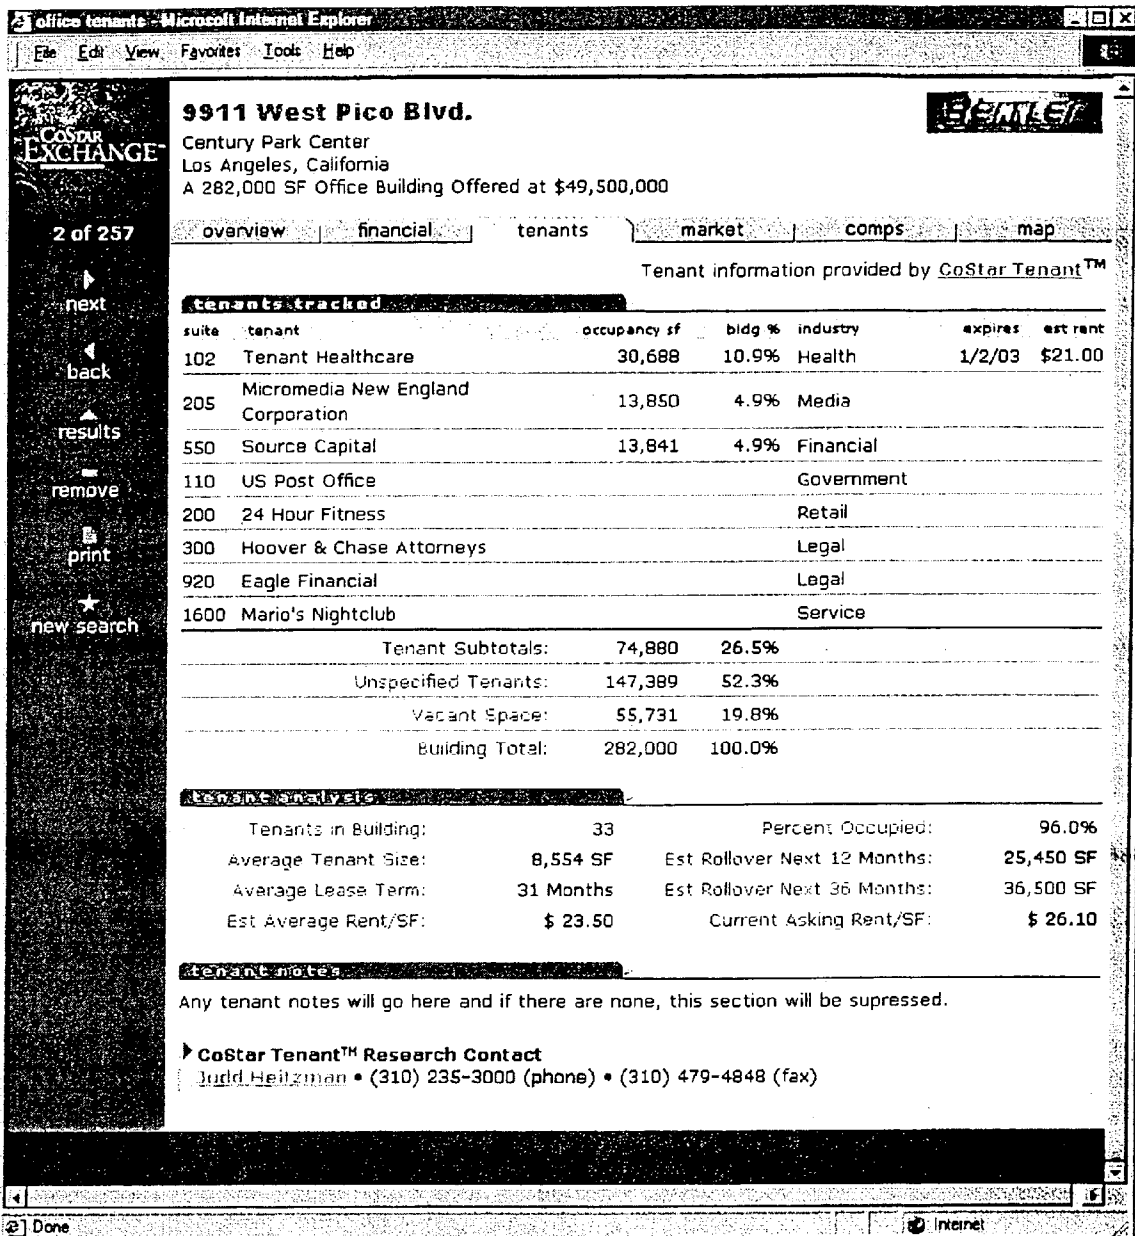 office tenants - Microsoft Internet Explorer
File Edit View Favorites Tools Help
COSTAR
EXCHANGE™
2 of 257
next
back
results
remove
print
new search
9911 West Pico Blvd.
Century Park Center
Los Angeles, California
A 282,000 SF Office Building Offered at $49,500,000
overview financial tenants market comps map
Tenant information provided by CoStar Tenant™
tenants tracked
suite tenant occupancy sf bldg % industry expires est rent
102 Tenant Healthcare 30,688 10.9% Health 1/2/03 $21.00
205 Micromedia New England Corporation 13,850 4.9% Media
550 Source Capital 13,841 4.9% Financial
110 US Post Office Government
200 24 Hour Fitness Retail
300 Hoover & Chase Attorneys Legal
920 Eagle Financial Legal
1600 Mario's Nightclub Service
Tenant Subtotals: 74,880 26.5%
Unspecified Tenants: 147,389 52.3%
Vacant Space: 55,731 19.8%
Building Total: 282,000 100.0%
tenant analysis
Tenants in Building: 33 Percent Occupied: 96.0%
Average Tenant Size: 8,554 SF Est Rollover Next 12 Months: 25,450 SF
Average Lease Term: 31 Months Est Rollover Next 36 Months: 36,500 SF
Est Average Rent/SF: $ 23.50 Current Asking Rent/SF: $ 26.10
tenant notes
Any tenant notes will go here and if there are none, this section will be supressed.
CoStar Tenant™ Research Contact
Judd Heitzman • (310) 235-3000 (phone) • (310) 479-4848 (fax)
Done Internet